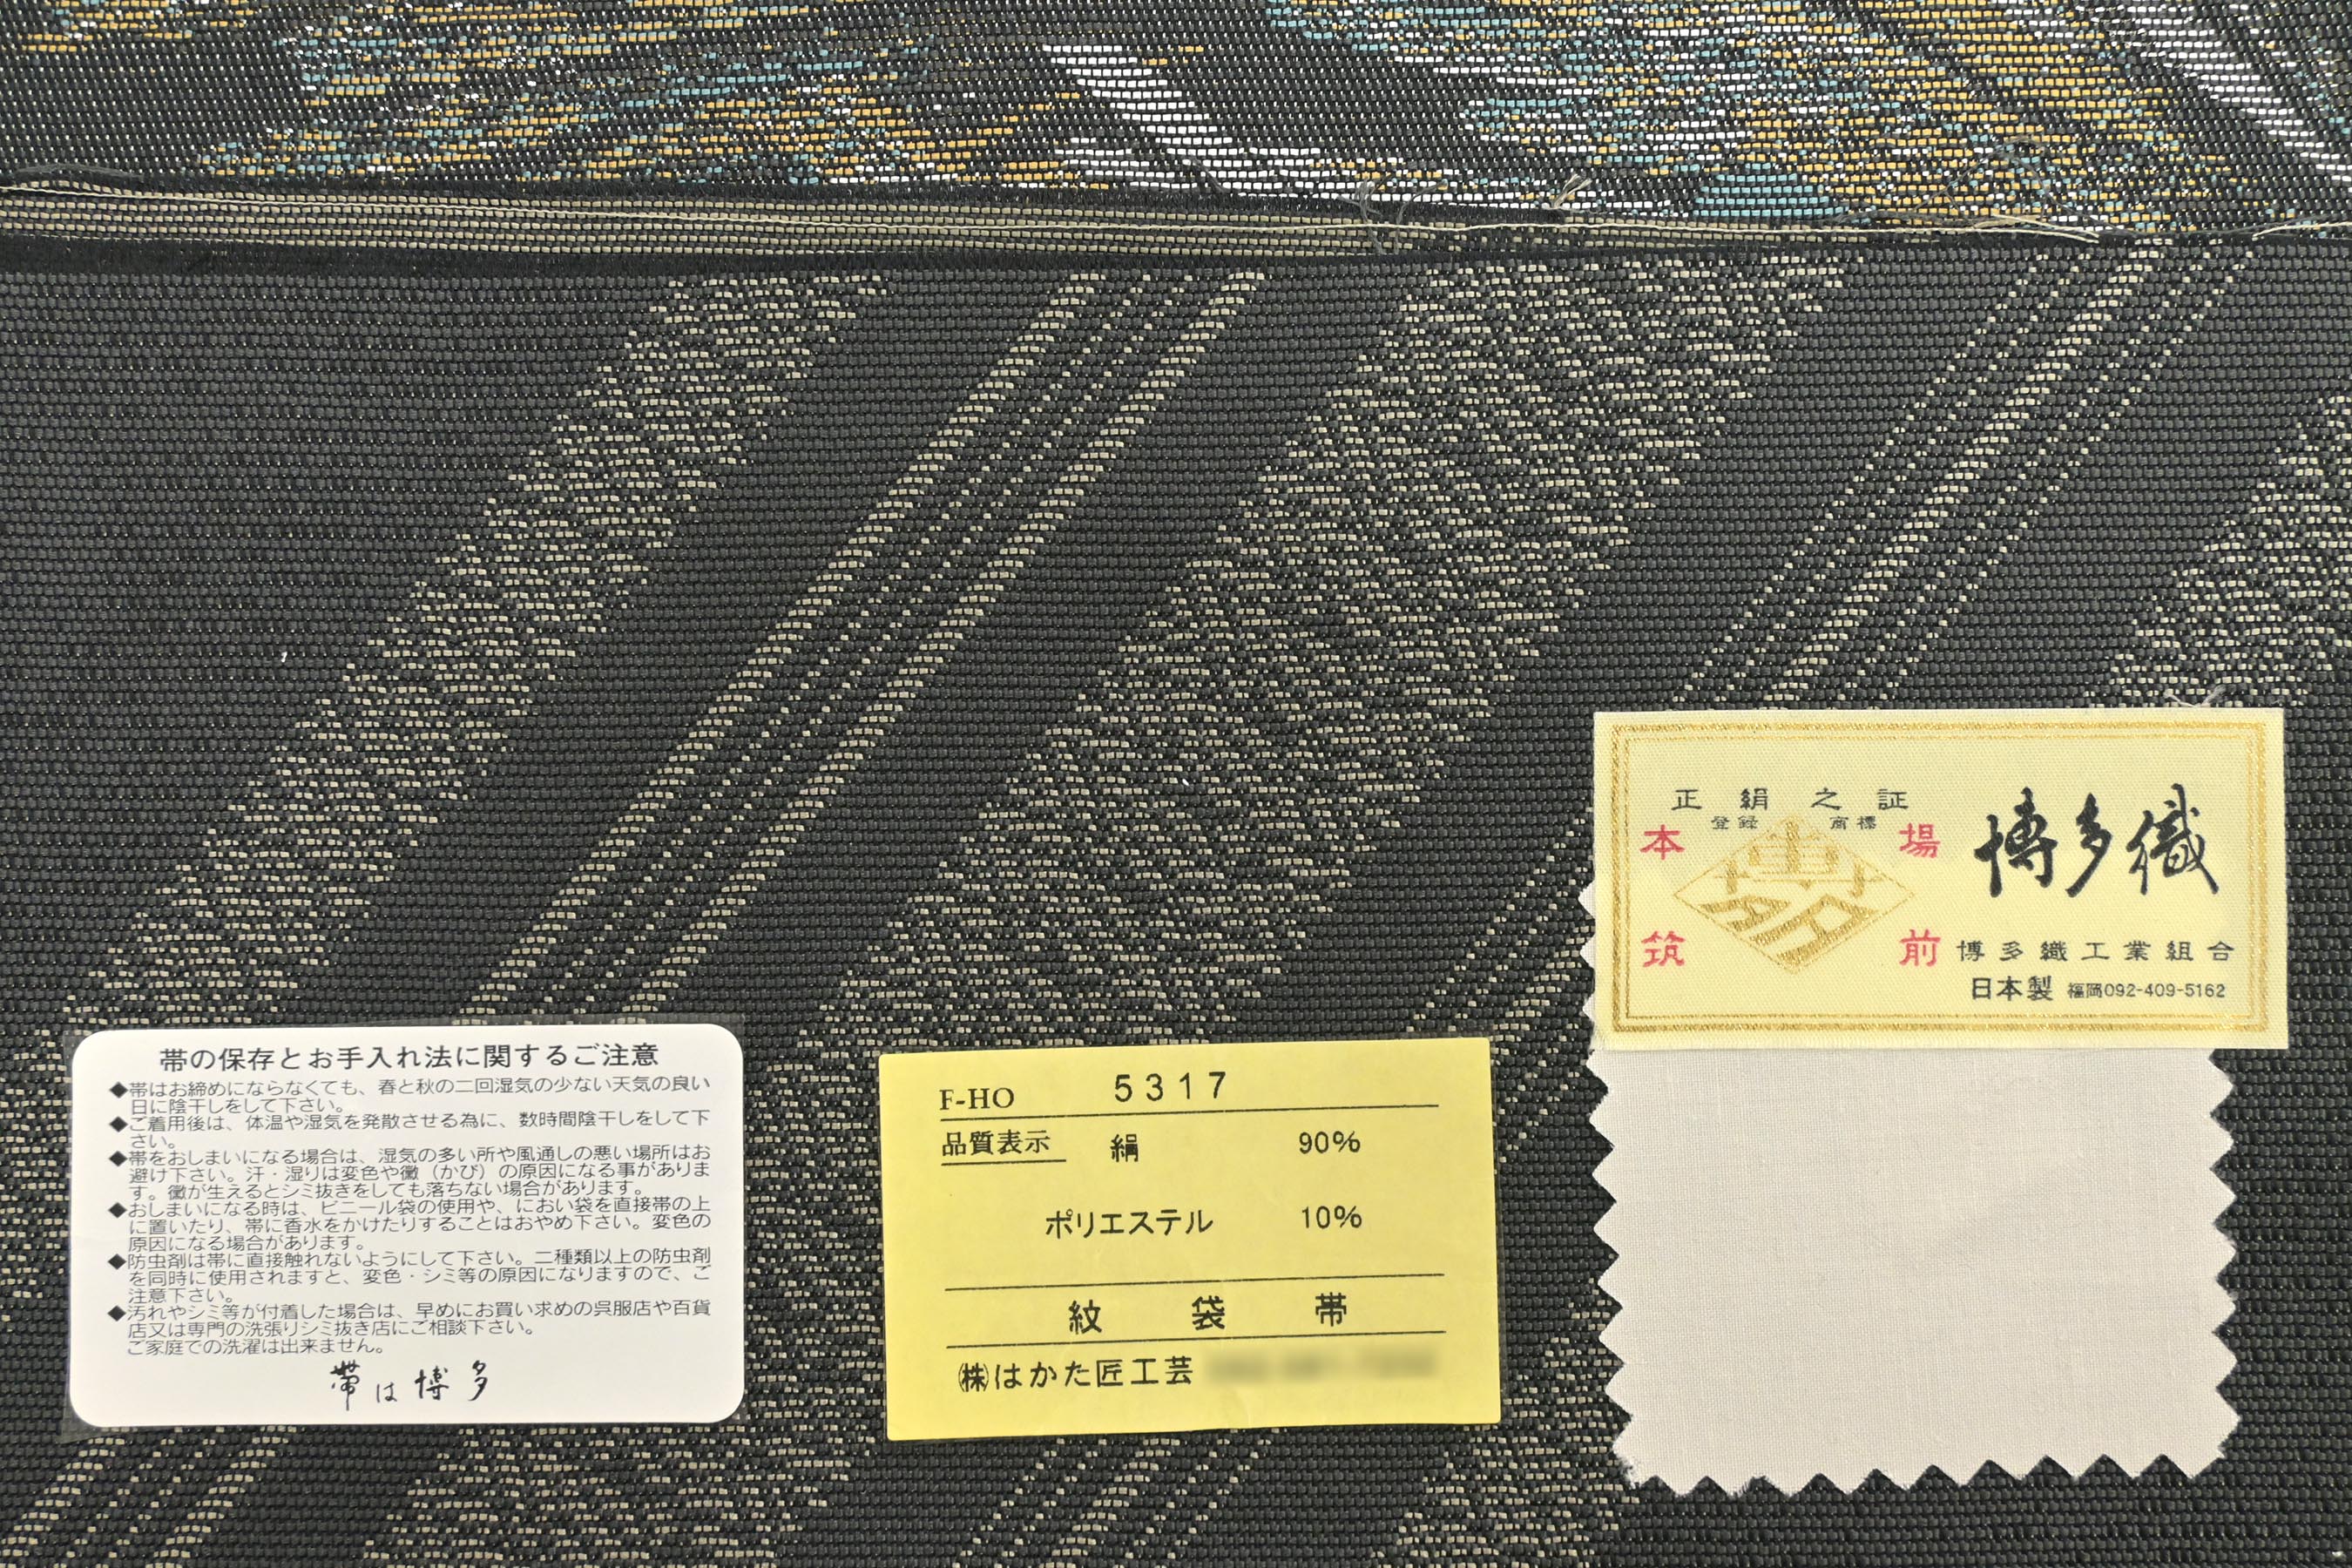 帯の保存とお手入れ法に関するご注意
◆帯はお締めにならなくても、春と秋の二回湿気の少ない天気の良い
日に陰干しをして下さい。
◆ご着用後は、体温や湿気を発散させる為に、数時間陰干しをして下
さい。
◆帯をおしまいになる場合は、湿気の多い所や風通しの悪い場所はお
避け下さい。汗・湿りは変色や黴（かび）の原因になる事がありま
す。黴が生えるとシミ抜きをしても落ちない場合があります。
◆おしまいになる時は、ビニール袋の使用や、におい袋を直接帯の上
に置いたり、帯に香水をかけたりすることはおやめ下さい。変色の
原因になる場合があります。
◆防虫剤は帯に直接触れないようにして下さい。二種類以上の防虫剤
を同時に使用されますと、変色・シミ等の原因になりますので、ご
注意下さい。
◆汚れやシミ等が付着した場合は、早めにお買い求めの呉服店や百貨
店又は専門の洗張りシミ抜き店にご相談下さい。
ご家庭での洗濯は出来ません。
帯は博多
F-HO 5317
品質表示 絹 90%
ポリエステル 10%
紋 袋 帯
㈱はかた匠工芸
正絹之証
登録 商標
本場
筑前
博多
博多織
博多織工業組合
日本製 福岡092-409-5162